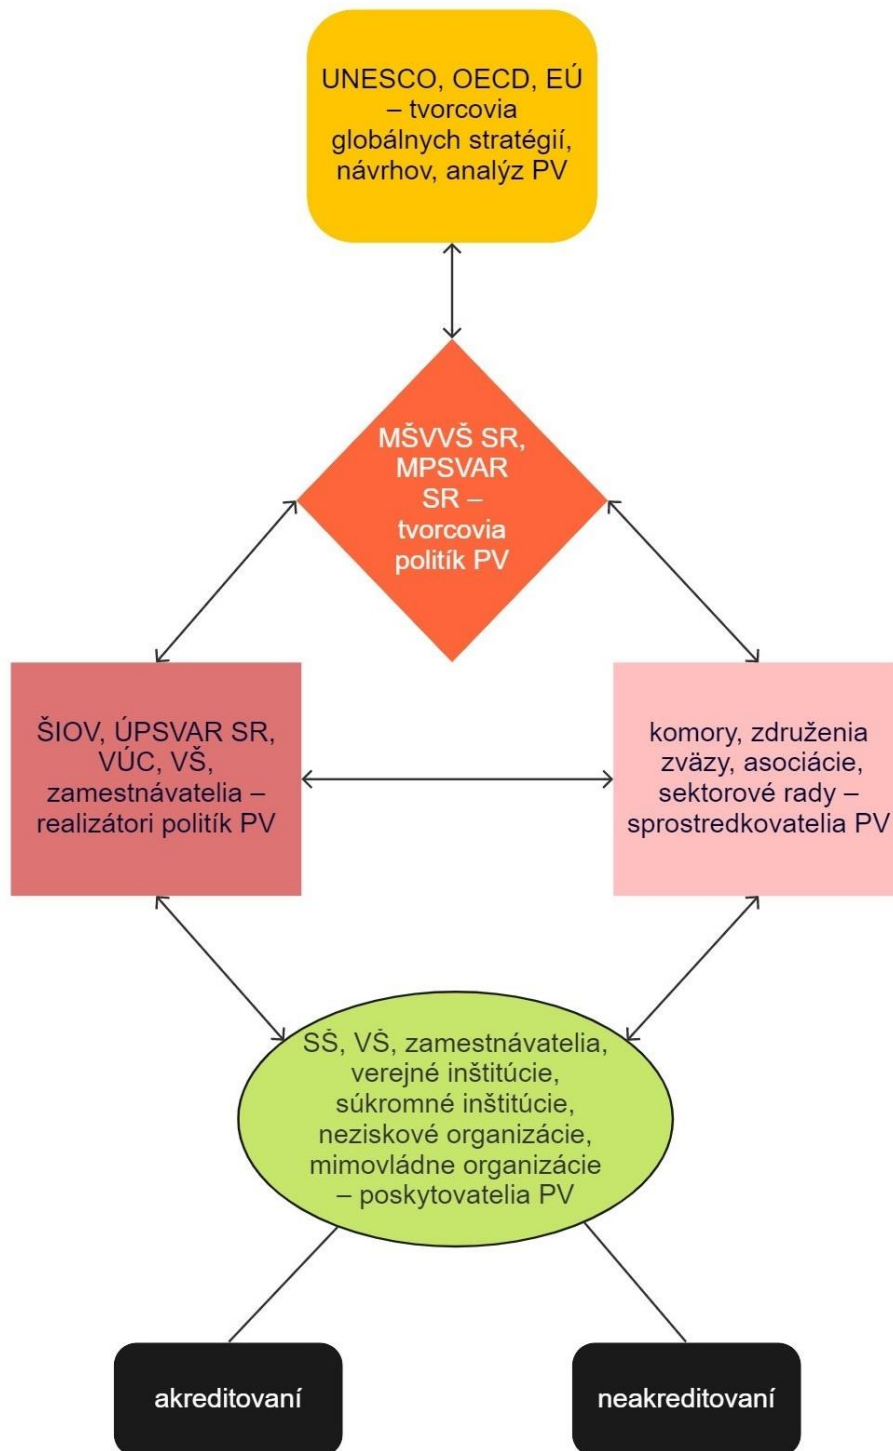 UNESCO, OECD, EÚ
– tvorcovia
globálnych stratégií,
návrhov, analýz PV
MŠVVŠ SR,
MPSVAR
SR –
tvorcovia
politík PV
ŠIOV, ÚPSVAR SR,
VÚC, VŠ,
zamestnávatelia –
realizátori politík PV
komory, združenia
zväzy, asociácie,
sektorové rady –
sprostredkovatelia PV
SŠ, VŠ, zamestnávatelia,
verejné inštitúcie,
súkromné inštitúcie,
neziskové organizácie,
mimovládne organizácie
– poskytovatelia PV
akreditovaní
neakreditovaní